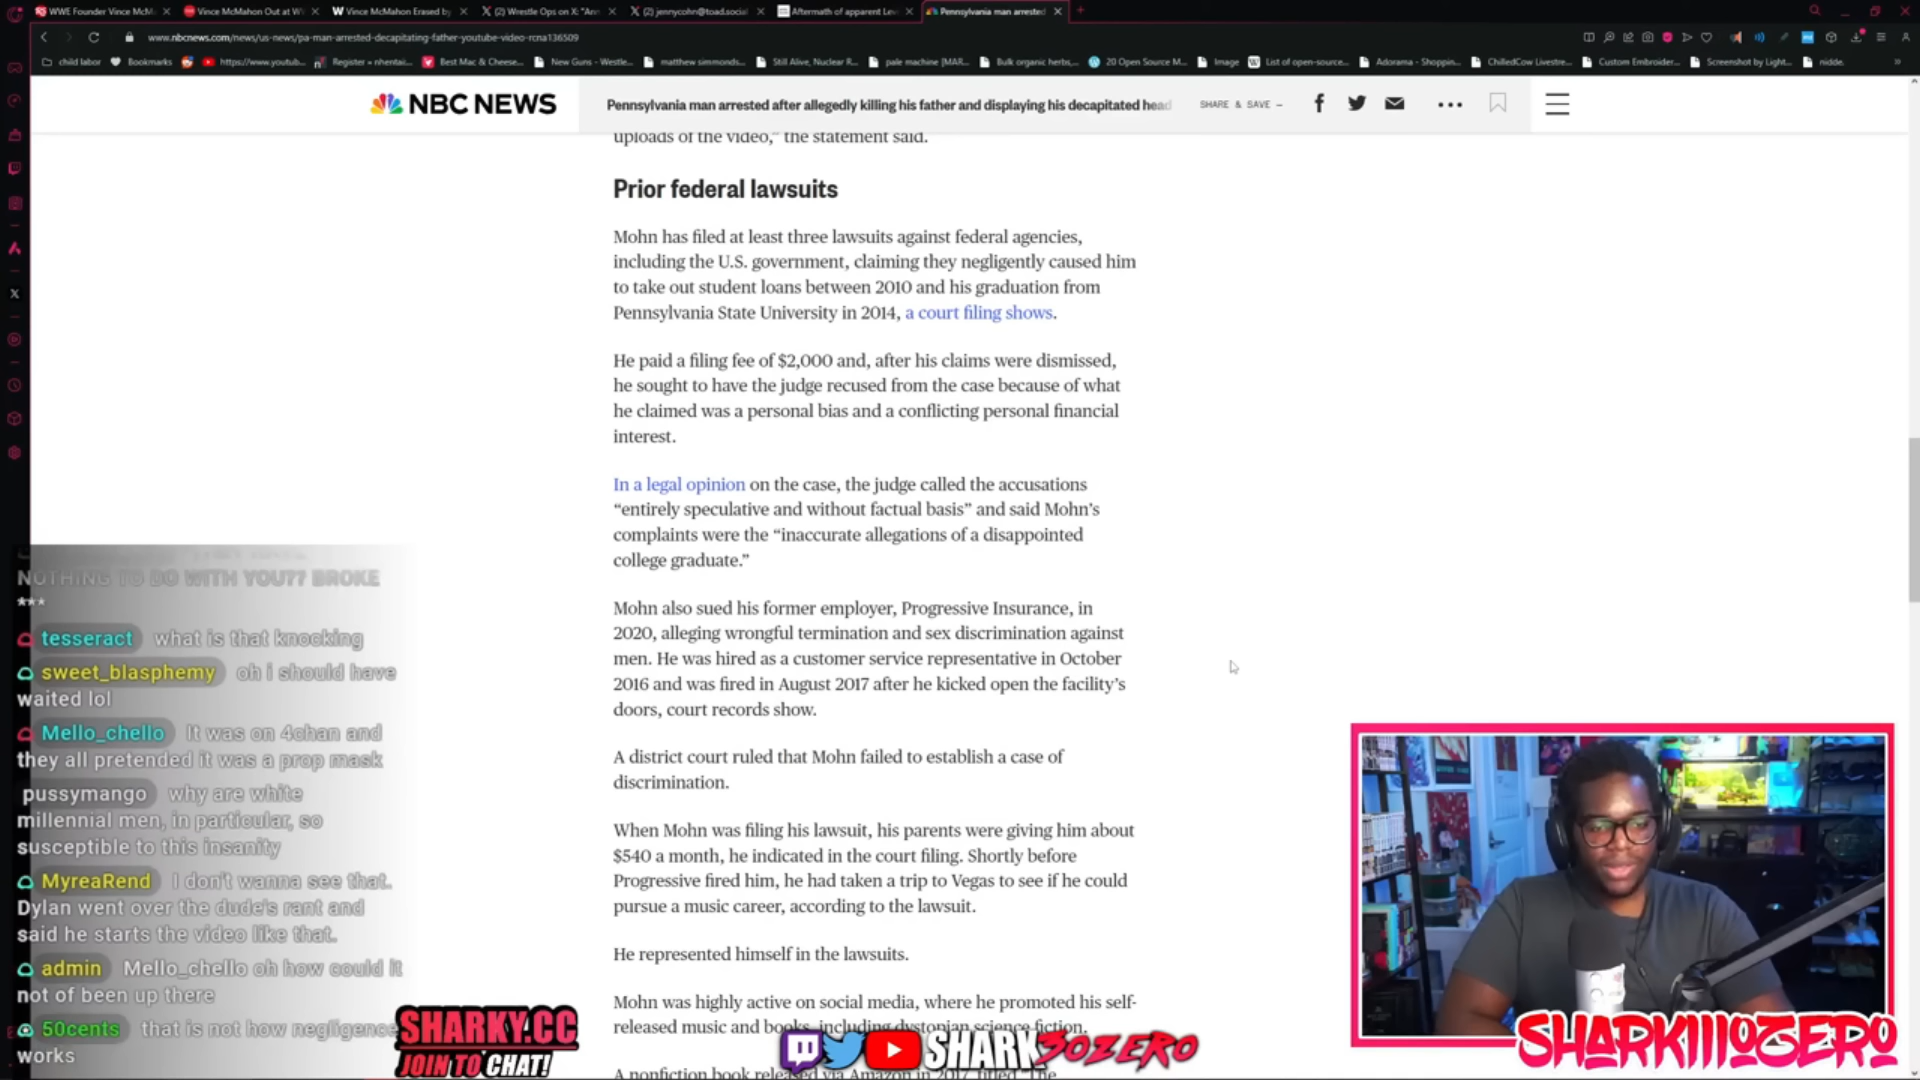 WWE Founder Vince McM
Vince McMahon Out at W
Vince McMahon Erased by
(2) Wrestle Ops on X: "An
(2) jennycohn@toad.social
Aftermath of apparent Lev
Pennsylvania man arrested
www.nbcnews.com/news/us-news/pa-man-arrested-decapitating-father-youtube-video-rcna136509
child labor
Bookmarks
https://www.youtub...
Register « nhentai...
Best Mac & Cheese...
New Guns - Westle...
matthew simmonds...
Still Alive, Nuclear R...
pale machine [MAR...
Bulk organic herbs,...
20 Open Source M...
Image
List of open-source...
Adorama - Shoppin...
ChilledCow Livestre...
Custom Embroider...
Screenshot by Light...
nidde.
NBC NEWS
Pennsylvania man arrested after allegedly killing his father and displaying his decapitated head
SHARE & SAVE –
uploads of the video," the statement said.
Prior federal lawsuits
Mohn has filed at least three lawsuits against federal agencies,
including the U.S. government, claiming they negligently caused him
to take out student loans between 2010 and his graduation from
Pennsylvania State University in 2014, a court filing shows.
He paid a filing fee of $2,000 and, after his claims were dismissed,
he sought to have the judge recused from the case because of what
he claimed was a personal bias and a conflicting personal financial
interest.
In a legal opinion on the case, the judge called the accusations
“entirely speculative and without factual basis” and said Mohn’s
complaints were the “inaccurate allegations of a disappointed
college graduate.”
Mohn also sued his former employer, Progressive Insurance, in
2020, alleging wrongful termination and sex discrimination against
men. He was hired as a customer service representative in October
2016 and was fired in August 2017 after he kicked open the facility’s
doors, court records show.
A district court ruled that Mohn failed to establish a case of
discrimination.
When Mohn was filing his lawsuit, his parents were giving him about
$540 a month, he indicated in the court filing. Shortly before
Progressive fired him, he had taken a trip to Vegas to see if he could
pursue a music career, according to the lawsuit.
He represented himself in the lawsuits.
Mohn was highly active on social media, where he promoted his self-
released music and books, including dystopian science fiction.
A nonfiction book released via Amazon in 2017, titled "The
NOTHING TO DO WITH YOU?? BROKE
***
tesseract what is that knocking
sweet_blasphemy oh i should have
waited lol
Mello_chello It was on 4chan and
they all pretended it was a prop mask
pussymango why are white
millennial men, in particular, so
susceptible to this insanity
MyreaRend I don't wanna see that.
Dylan went over the dude's rant and
said he starts the video like that.
admin Mello_chello oh how could it
not of been up there
50cents that is not how negligence
works
SHARKY.CC
JOIN TO CHAT!
SHARK3OZERO
SHARKIIIOZERO